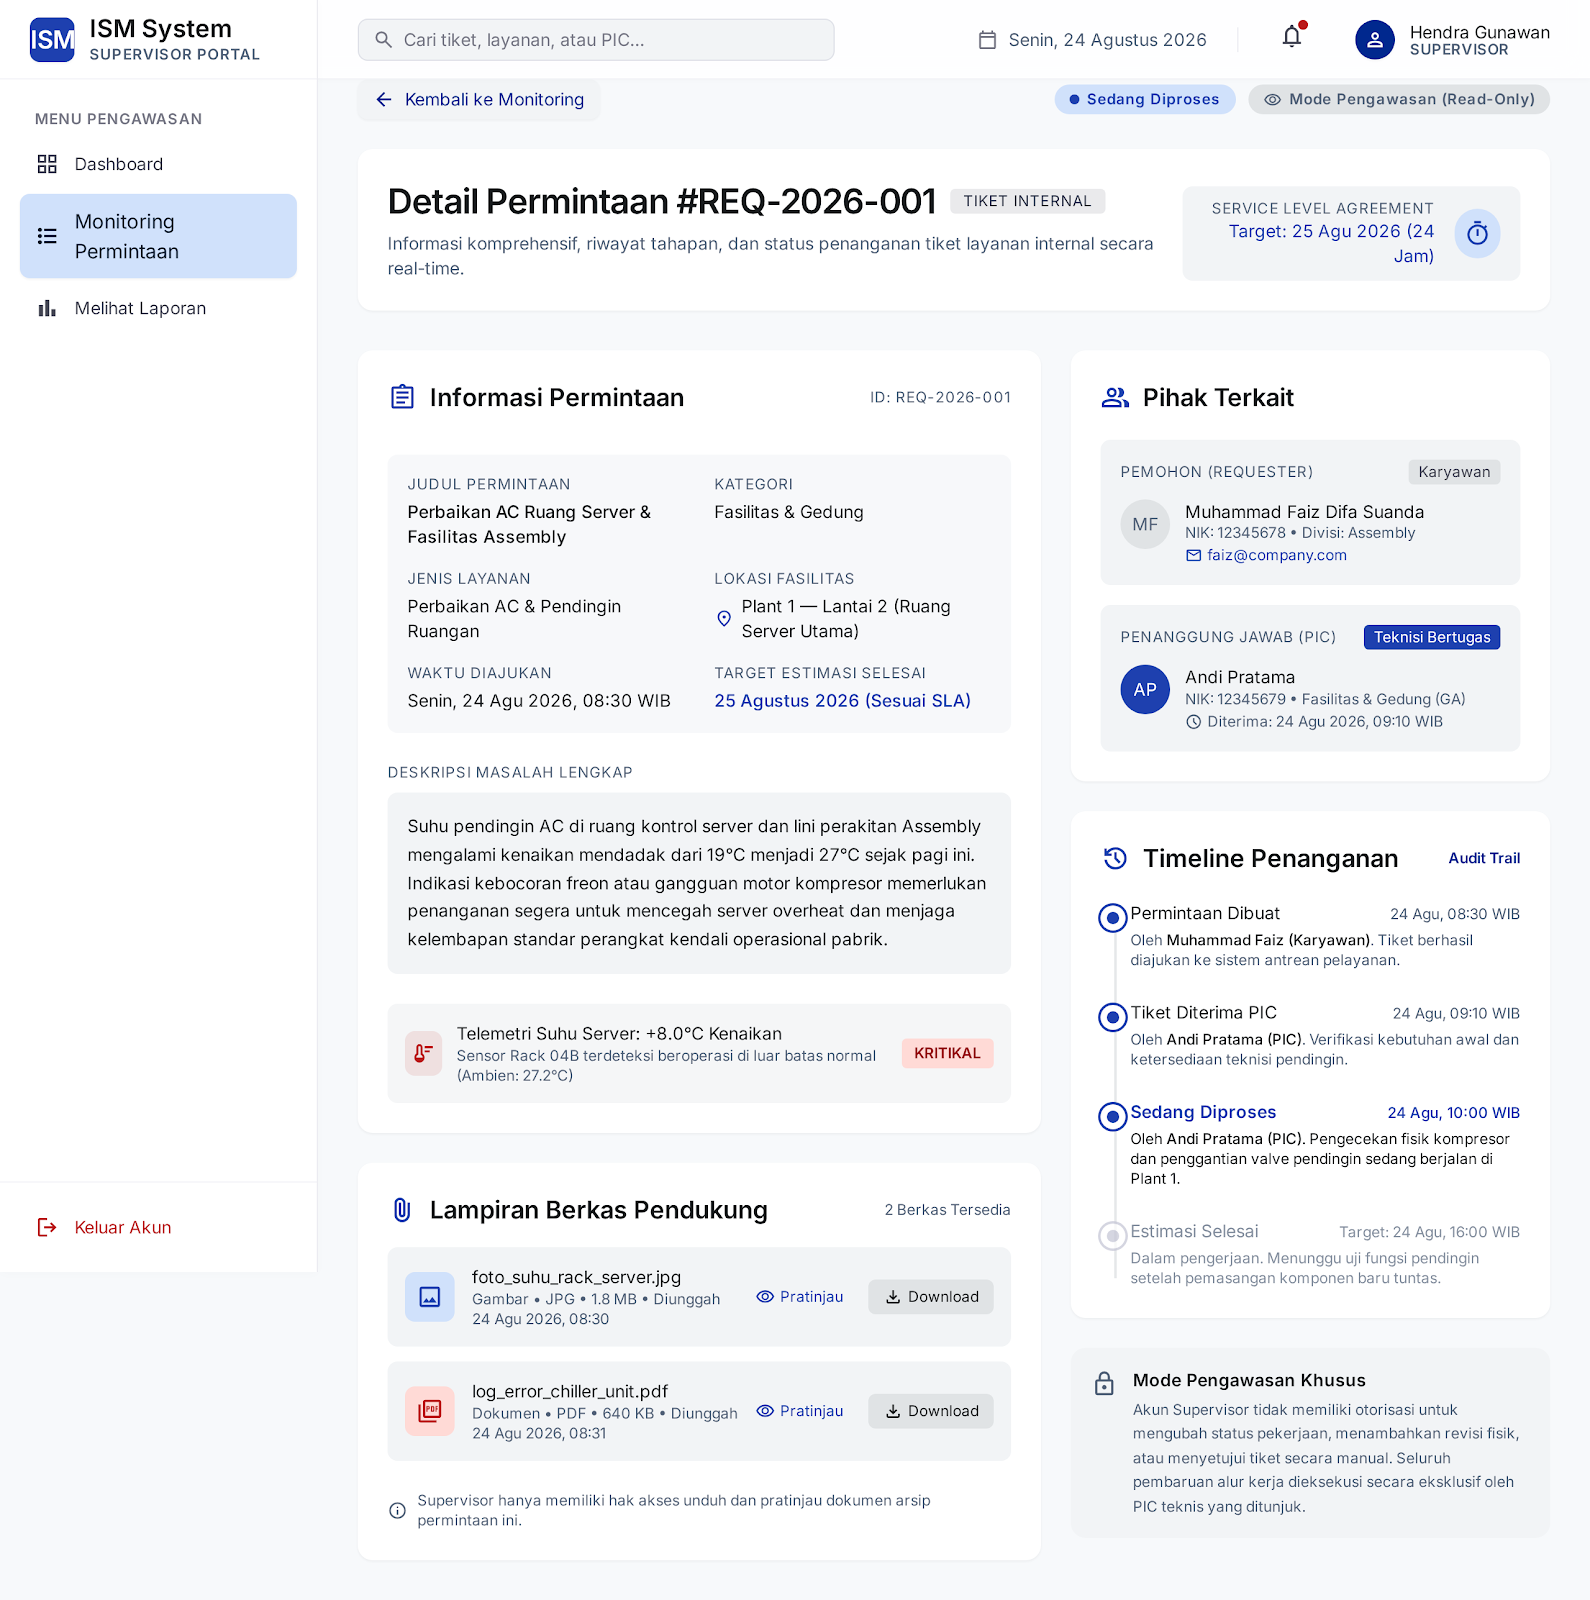 ISM
ISM System
SUPERVISOR PORTAL
Cari tiket, layanan, atau PIC...
Senin, 24 Agustus 2026
Hendra Gunawan
SUPERVISOR
MENU PENGAWASAN
Dashboard
Monitoring
Permintaan
Melihat Laporan
Keluar Akun
Kembali ke Monitoring
Sedang Diproses
Mode Pengawasan (Read-Only)
Detail Permintaan #REQ-2026-001
TIKET INTERNAL
Informasi komprehensif, riwayat tahapan, dan status penanganan tiket layanan internal secara
real-time.
SERVICE LEVEL AGREEMENT
Target: 25 Agu 2026 (24
Jam)
Informasi Permintaan
ID: REQ-2026-001
JUDUL PERMINTAAN
Perbaikan AC Ruang Server &
Fasilitas Assembly
KATEGORI
Fasilitas & Gedung
JENIS LAYANAN
Perbaikan AC & Pendingin
Ruangan
LOKASI FASILITAS
Plant 1 — Lantai 2 (Ruang
Server Utama)
WAKTU DIAJUKAN
Senin, 24 Agu 2026, 08:30 WIB
TARGET ESTIMASI SELESAI
25 Agustus 2026 (Sesuai SLA)
DESKRIPSI MASALAH LENGKAP
Suhu pendingin AC di ruang kontrol server dan lini perakitan Assembly
mengalami kenaikan mendadak dari 19°C menjadi 27°C sejak pagi ini.
Indikasi kebocoran freon atau gangguan motor kompresor memerlukan
penanganan segera untuk mencegah server overheat dan menjaga
kelembapan standar perangkat kendali operasional pabrik.
Telemetri Suhu Server: +8.0°C Kenaikan
Sensor Rack 04B terdeteksi beroperasi di luar batas normal
(Ambien: 27.2°C)
KRITIKAL
Lampiran Berkas Pendukung
2 Berkas Tersedia
foto_suhu_rack_server.jpg
Gambar • JPG • 1.8 MB • Diunggah
24 Agu 2026, 08:30
Pratinjau
Download
PDF
log_error_chiller_unit.pdf
Dokumen • PDF • 640 KB • Diunggah
24 Agu 2026, 08:31
Pratinjau
Download
Supervisor hanya memiliki hak akses unduh dan pratinjau dokumen arsip
permintaan ini.
Pihak Terkait
PEMOHON (REQUESTER)
Karyawan
MF
Muhammad Faiz Difa Suanda
NIK: 12345678 • Divisi: Assembly
faiz@company.com
PENANGGUNG JAWAB (PIC)
Teknisi Bertugas
AP
Andi Pratama
NIK: 12345679 • Fasilitas & Gedung (GA)
Diterima: 24 Agu 2026, 09:10 WIB
Timeline Penanganan
Audit Trail
Permintaan Dibuat
24 Agu, 08:30 WIB
Oleh Muhammad Faiz (Karyawan). Tiket berhasil
diajukan ke sistem antrean pelayanan.
Tiket Diterima PIC
24 Agu, 09:10 WIB
Oleh Andi Pratama (PIC). Verifikasi kebutuhan awal dan
ketersediaan teknisi pendingin.
Sedang Diproses
24 Agu, 10:00 WIB
Oleh Andi Pratama (PIC). Pengecekan fisik kompresor
dan penggantian valve pendingin sedang berjalan di
Plant 1.
Estimasi Selesai
Target: 24 Agu, 16:00 WIB
Dalam pengerjaan. Menunggu uji fungsi pendingin
setelah pemasangan komponen baru tuntas.
Mode Pengawasan Khusus
Akun Supervisor tidak memiliki otorisasi untuk
mengubah status pekerjaan, menambahkan revisi fisik,
atau menyetujui tiket secara manual. Seluruh
pembaruan alur kerja dieksekusi secara eksklusif oleh
PIC teknis yang ditunjuk.